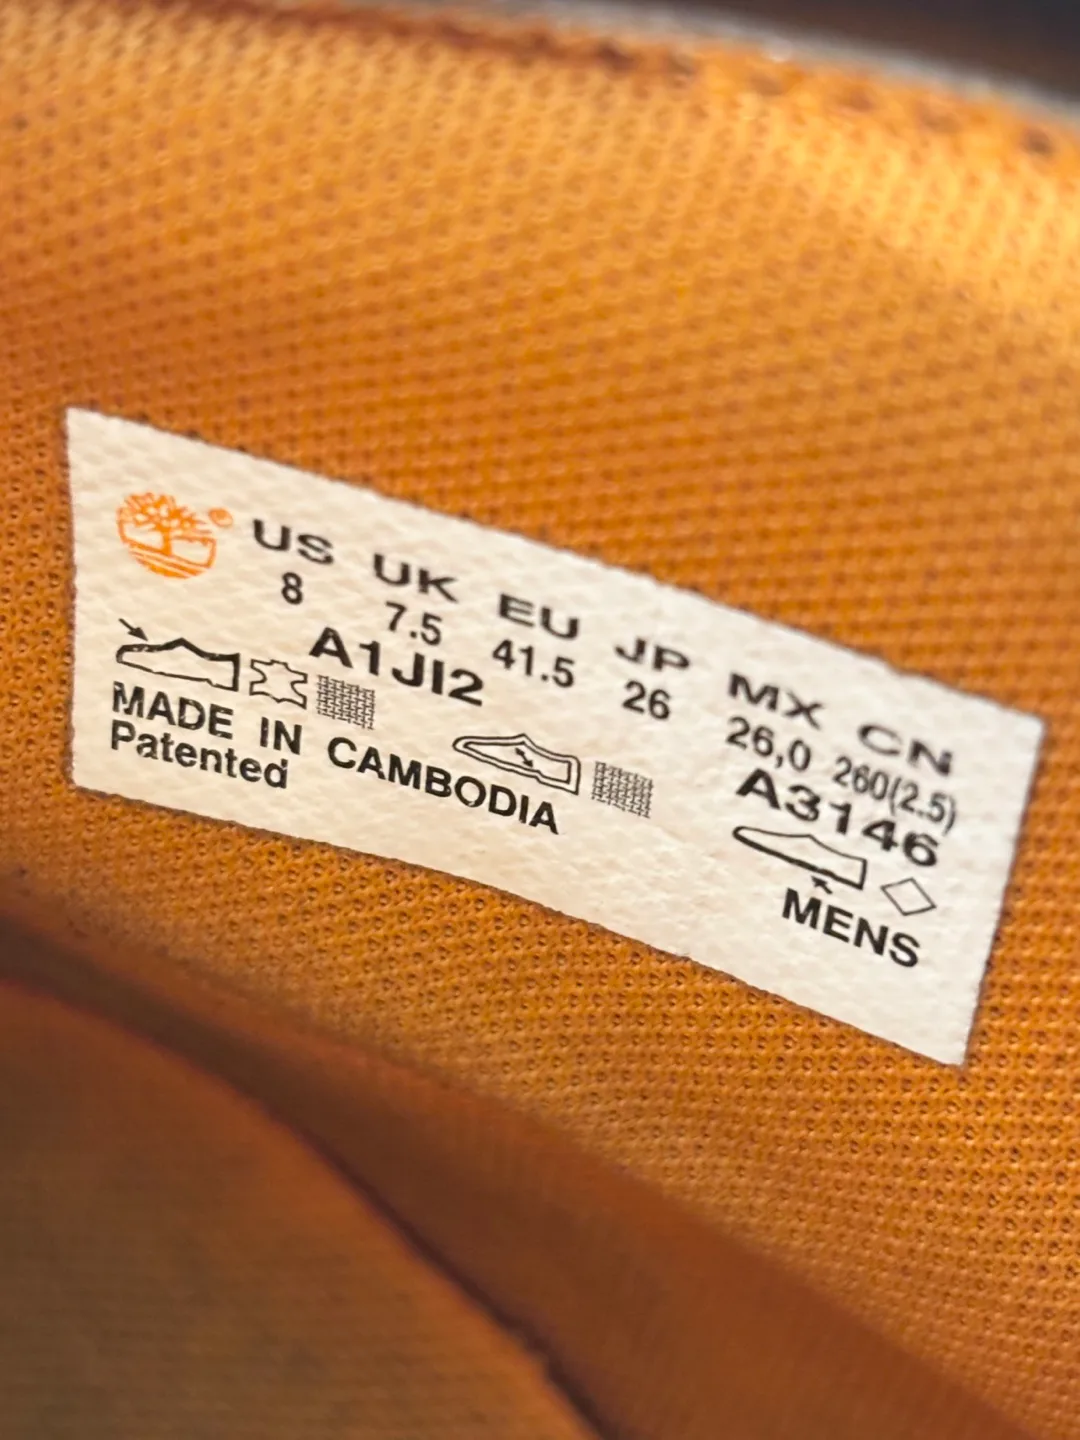 US UK EU JP MX CN
8 7.5 41.5 26 26,0 260(2.5)
A1JI2 A3146
MADE IN CAMBODIA
Patented
MENS